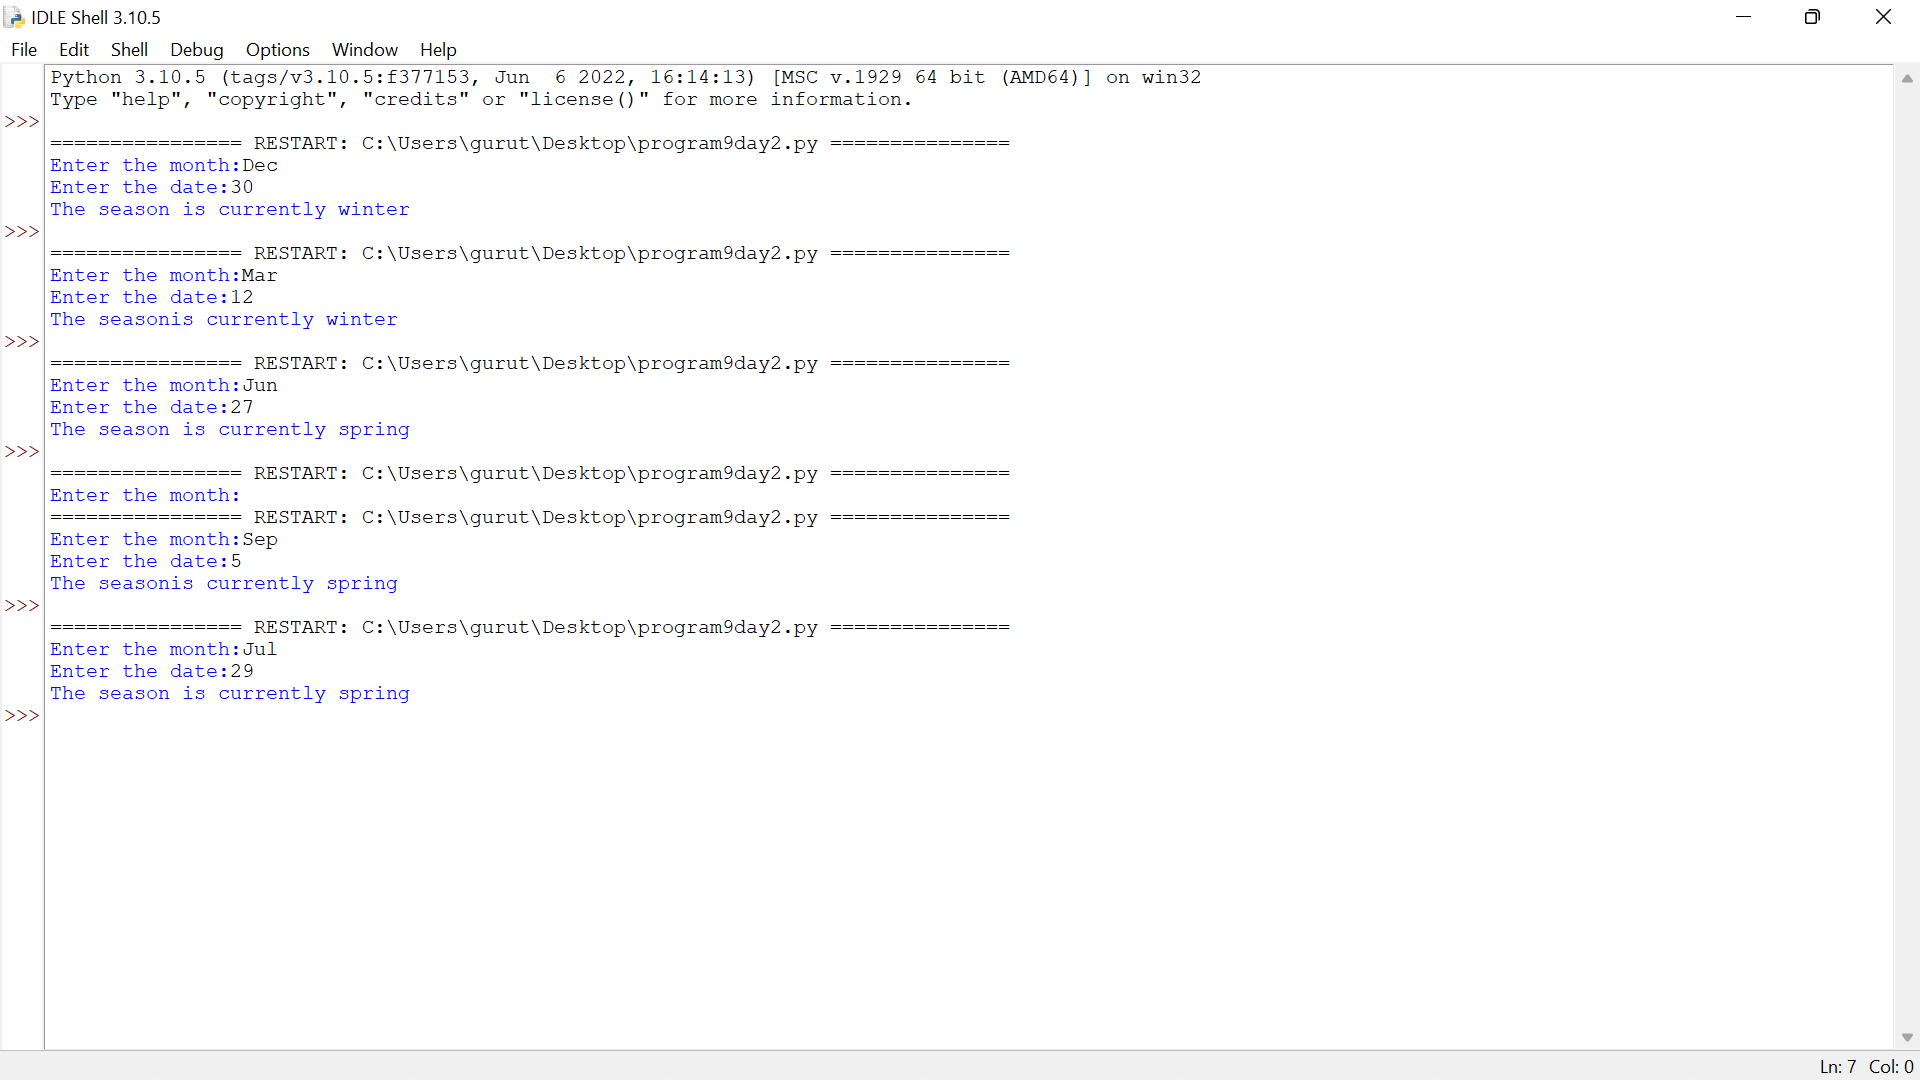 IDLE Shell 3.10.5
File Edit Shell Debug Options Window Help
Python 3.10.5 (tags/v3.10.5:f377153, Jun  6 2022, 16:14:13) [MSC v.1929 64 bit (AMD64)] on win32
Type "help", "copyright", "credits" or "license()" for more information.
>>>
================ RESTART: C:\Users\gurut\Desktop\program9day2.py ===============
Enter the month:Dec
Enter the date:30
The season is currently winter
>>>
================ RESTART: C:\Users\gurut\Desktop\program9day2.py ===============
Enter the month:Mar
Enter the date:12
The seasonis currently winter
>>>
================ RESTART: C:\Users\gurut\Desktop\program9day2.py ===============
Enter the month:Jun
Enter the date:27
The season is currently spring
>>>
================ RESTART: C:\Users\gurut\Desktop\program9day2.py ===============
Enter the month:
================ RESTART: C:\Users\gurut\Desktop\program9day2.py ===============
Enter the month:Sep
Enter the date:5
The seasonis currently spring
>>>
================ RESTART: C:\Users\gurut\Desktop\program9day2.py ===============
Enter the month:Jul
Enter the date:29
The season is currently spring
>>>
Ln: 7 Col: 0